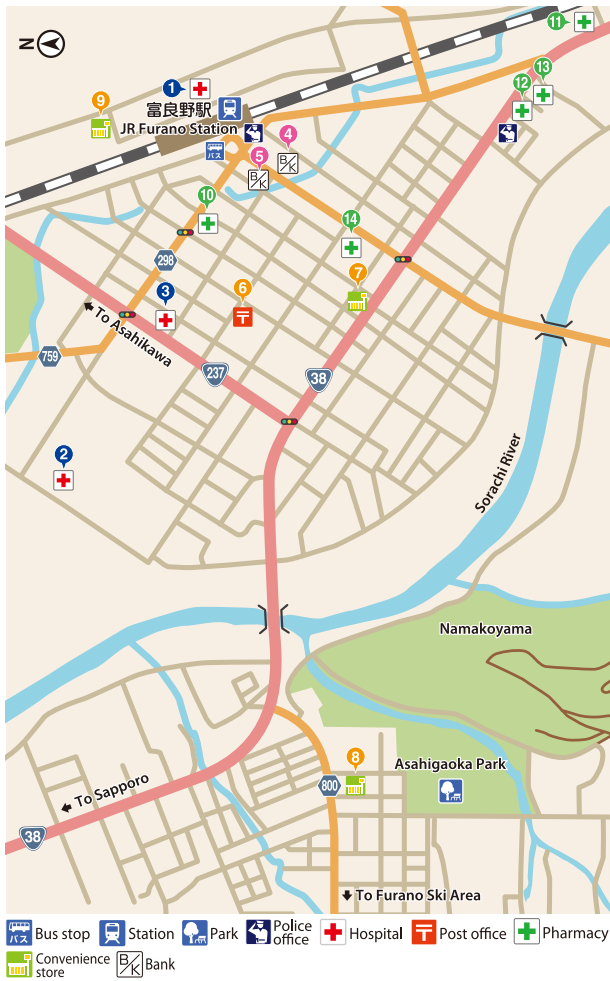 N
11
1
13
12
9
富良野駅
JR Furano Station
バス
4
B/K
5
B/K
10
14
298
6
7
3
To Asahikawa
759
237
38
2
Sorachi River
Namakoyama
8
Asahigaoka Park
800
To Sapporo
38
To Furano Ski Area
バス Bus stop Station Park Police office Hospital Post office Pharmacy
Convenience store B/K Bank